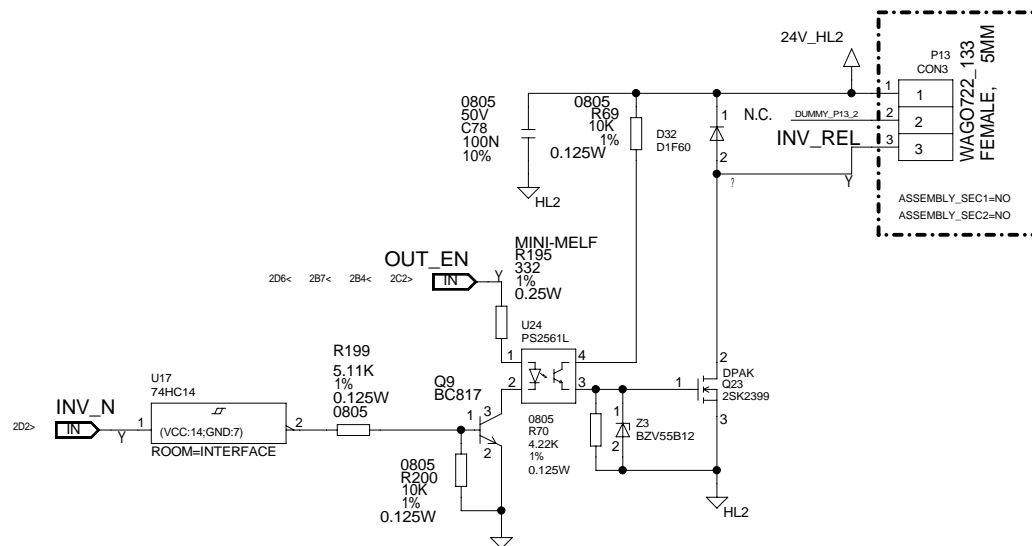 24V_HL2
P13
CON3
1
1
2
2
3
3
WAGO722_133
FEMALE, 5MM
ASSEMBLY_SEC1=NO
ASSEMBLY_SEC2=NO
N.C.
DUMMY_P13_2
INV_REL
Y
?
0805
50V
C78
100N
10%
HL2
0805
R69
10K
1%
0.125W
D32
D1F60
1
2
OUT_EN
2D6< 2B7< 2B4< 2C2>
IN
Y
MINI-MELF
R195
332
1%
0.25W
U24
PS2561L
1
4
2
3
2
DPAK
1
Q23
2SK2399
3
HL2
0805
R70
4.22K
1%
0.125W
1
Z3
BZV55B12
2
R199
5.11K
1%
0.125W
0805
Q9
BC817
3
1
2
U17
74HC14
INV_N
2D2>
IN
Y
1
(VCC:14;GND:7)
2
ROOM=INTERFACE
0805
R200
10K
1%
0.125W